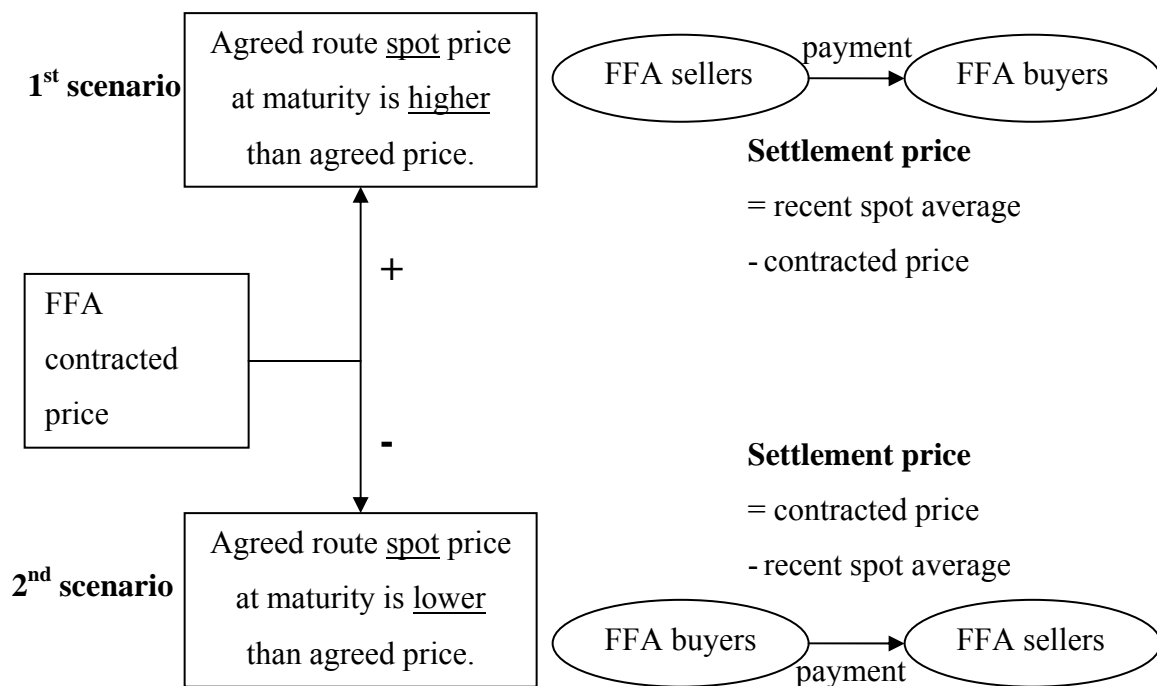 1st scenario
Agreed route spot price
at maturity is higher
than agreed price.
FFA sellers
payment
FFA buyers
Settlement price
= recent spot average
- contracted price
+
FFA
contracted
price
-
Settlement price
= contracted price
- recent spot average
2nd scenario
Agreed route spot price
at maturity is lower
than agreed price.
FFA buyers
payment
FFA sellers